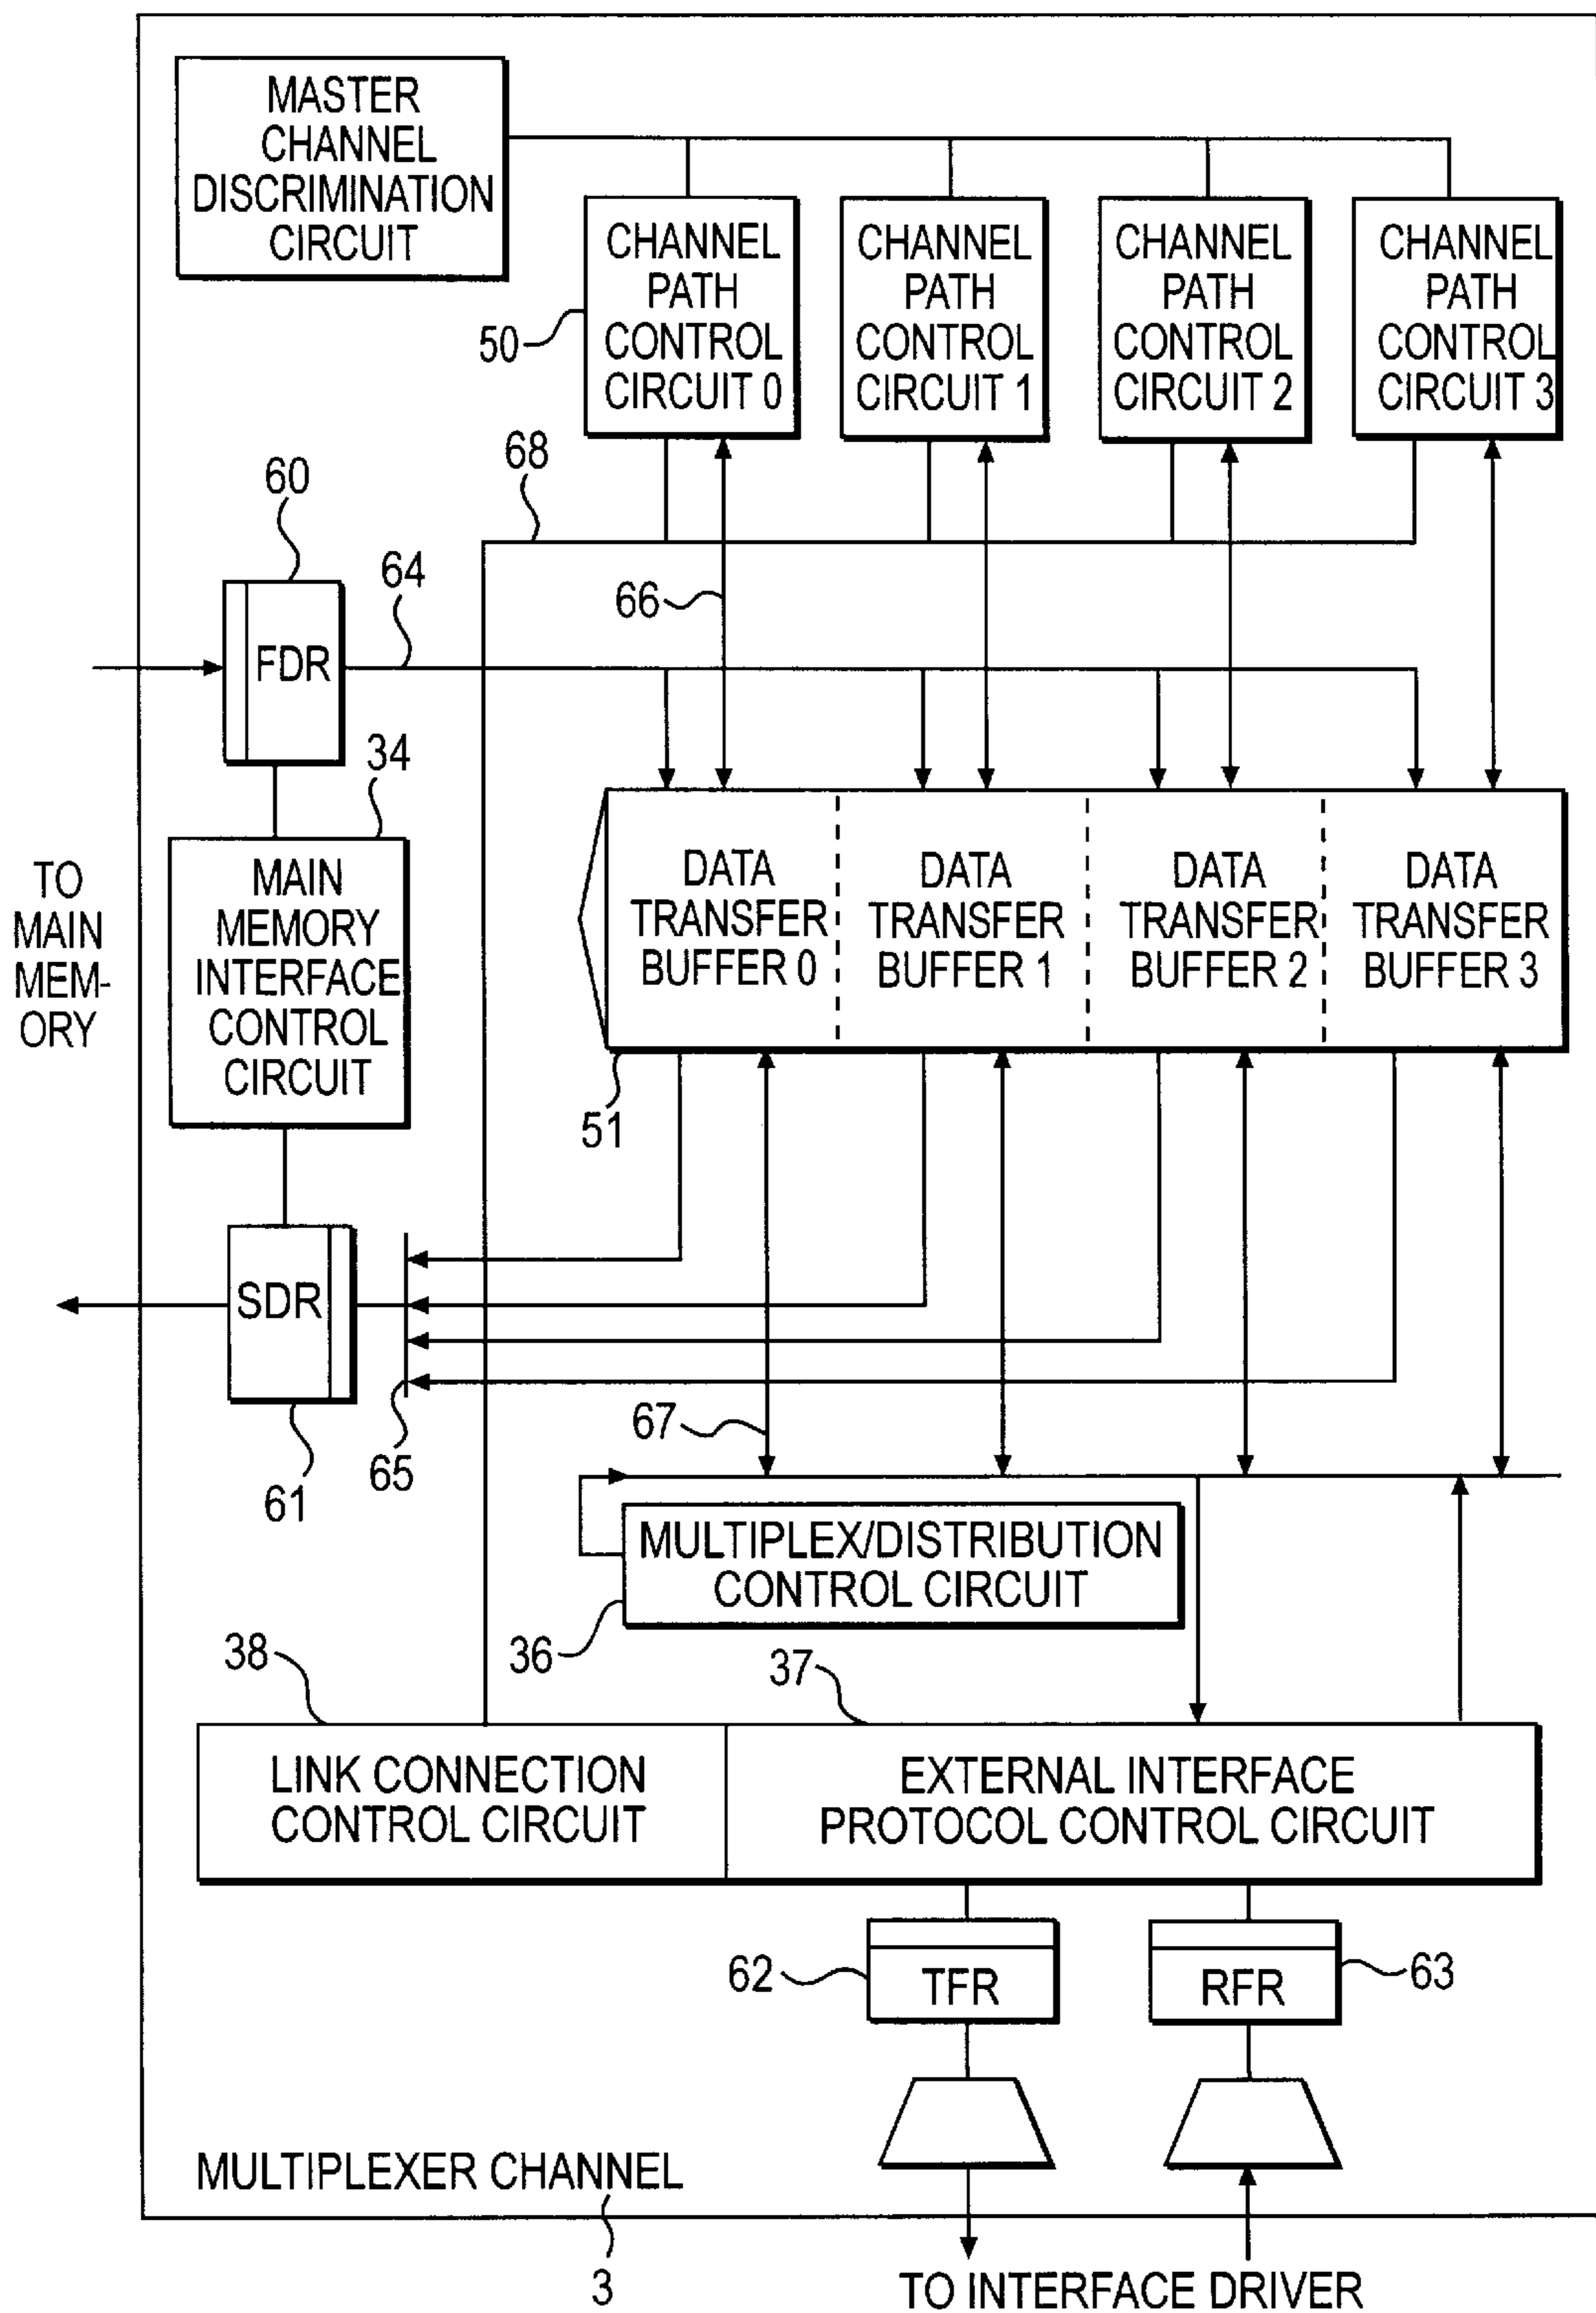 MASTER
CHANNEL
DISCRIMINATION
CIRCUIT
CHANNEL
PATH
CONTROL
CIRCUIT 0
CHANNEL
PATH
CONTROL
CIRCUIT 1
CHANNEL
PATH
CONTROL
CIRCUIT 2
CHANNEL
PATH
CONTROL
CIRCUIT 3
50
68
60
64
66
FDR
34
TO
MAIN
MEM-
ORY
MAIN
MEMORY
INTERFACE
CONTROL
CIRCUIT
DATA
TRANSFER
BUFFER 0
DATA
TRANSFER
BUFFER 1
DATA
TRANSFER
BUFFER 2
DATA
TRANSFER
BUFFER 3
51
SDR
61
65
67
MULTIPLEX/DISTRIBUTION
CONTROL CIRCUIT
36
38
37
LINK CONNECTION
CONTROL CIRCUIT
EXTERNAL INTERFACE
PROTOCOL CONTROL CIRCUIT
62
TFR
RFR
63
MULTIPLEXER CHANNEL
3
TO INTERFACE DRIVER